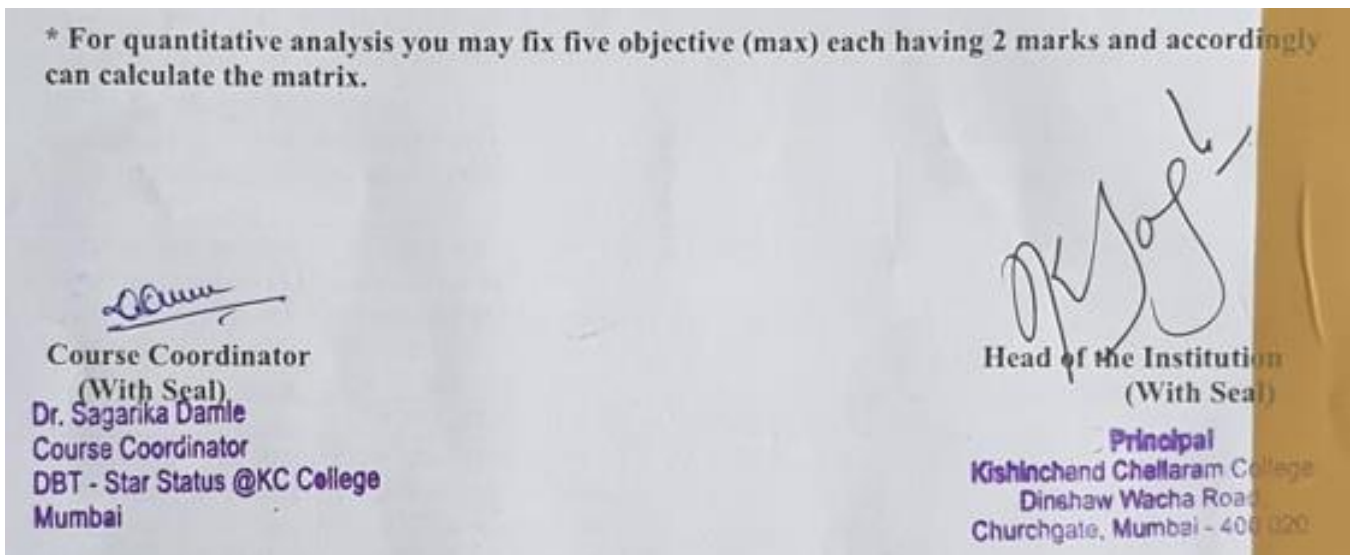 * For quantitative analysis you may fix five objective (max) each having 2 marks and accordingly
can calculate the matrix.
Course Coordinator
(With Seal)
Dr. Sagarika Damle
Course Coordinator
DBT - Star Status @KC College
Mumbai
Head of the Institution
(With Seal)
Principal
Kishinchand Chellaram College
Dinshaw Wacha Road,
Churchgate, Mumbai - 400 020